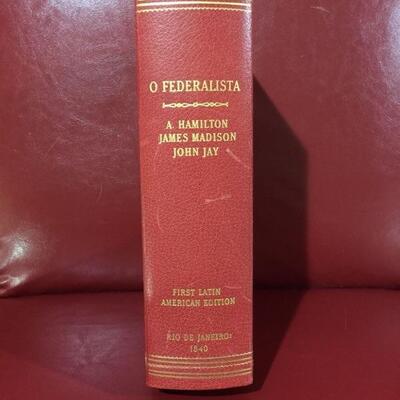 O FEDERALISTA
A. HAMILTON
JAMES MADISON
JOHN JAY
FIRST LATIN
AMERICAN EDITION
RIO DE JANEIRO:
1840